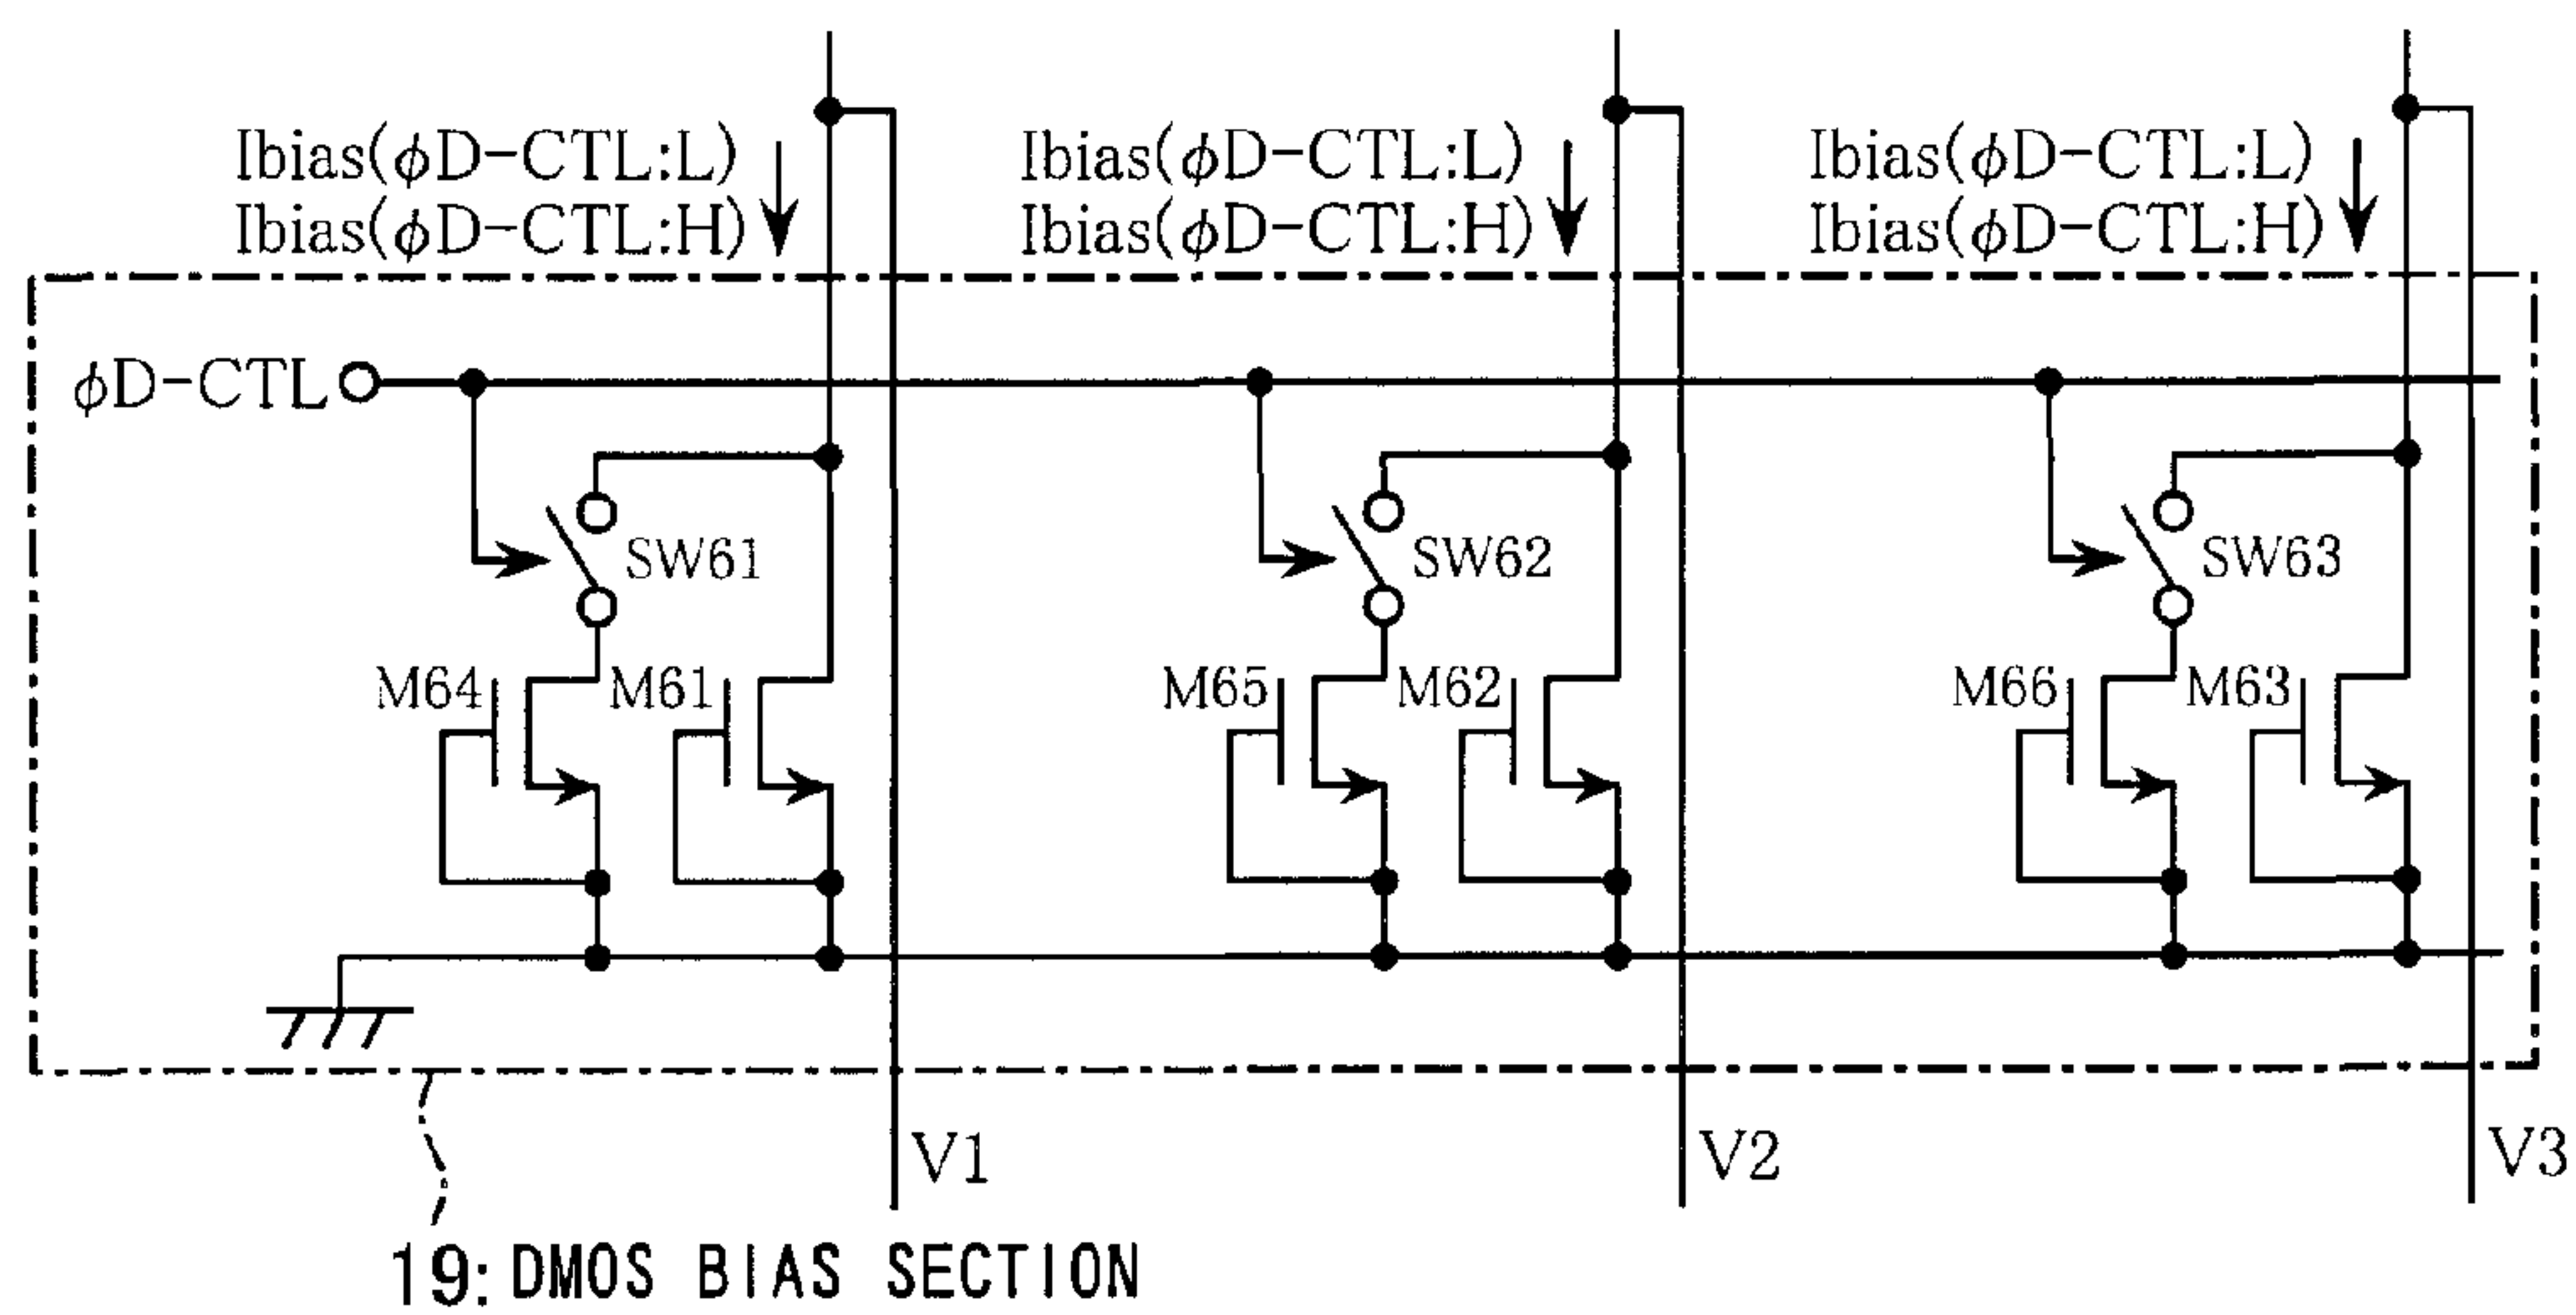 Ibias(φD-CTL:L) Ibias(φD-CTL:L) Ibias(φD-CTL:L)
Ibias(φD-CTL:H) Ibias(φD-CTL:H) Ibias(φD-CTL:H)
φD-CTL
SW61 SW62 SW63
M64 M61 M65 M62 M66 M63
V1 V2 V3
19: DMOS BIAS SECTION